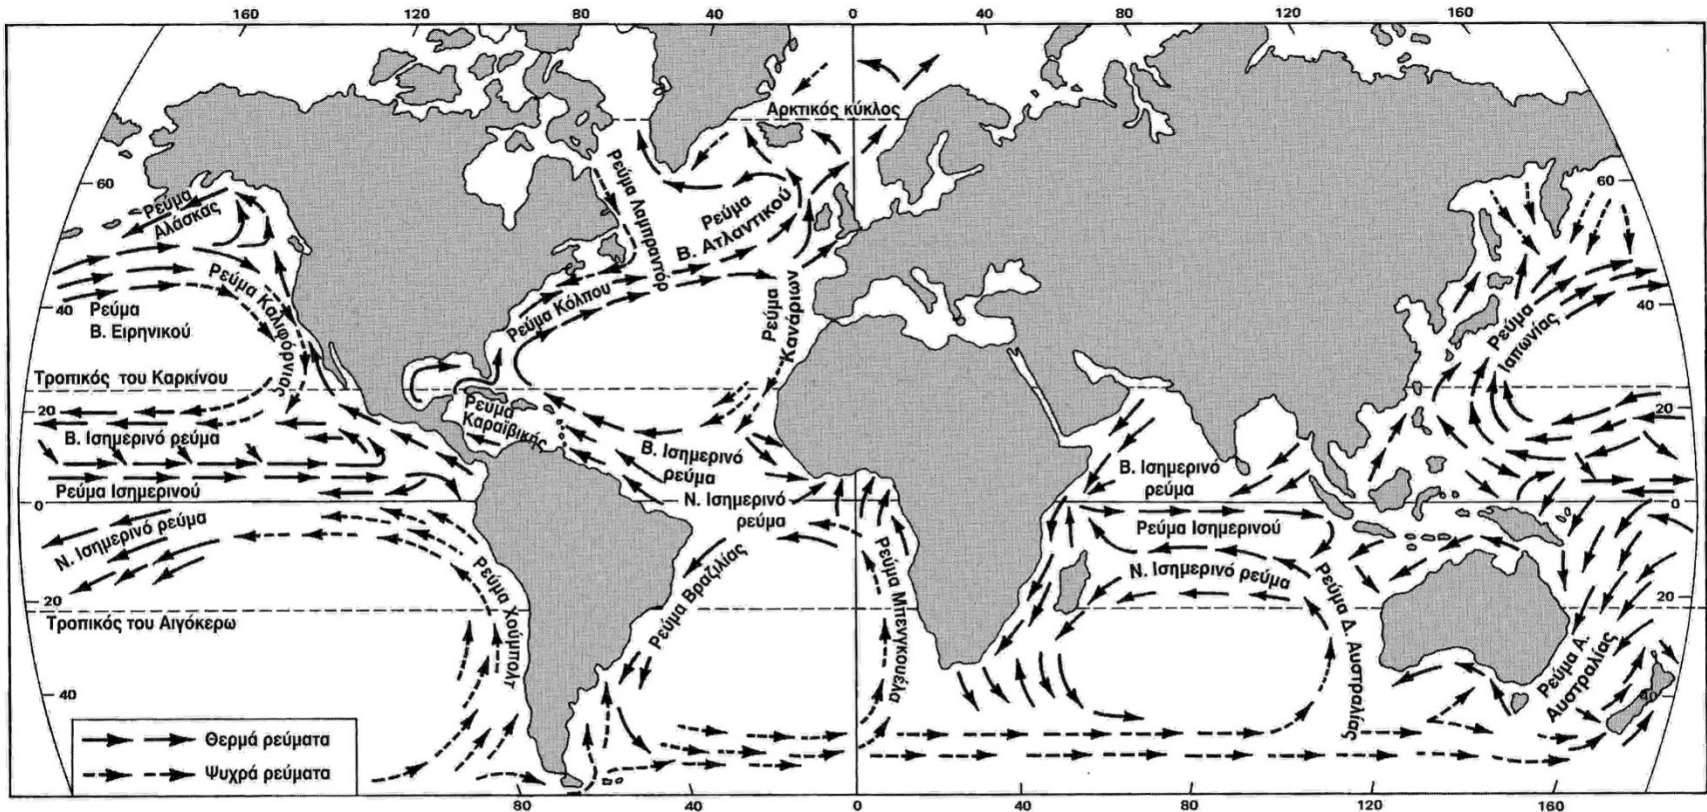 160 120 80 40 0 40 80 120 160
Αρκτικός κύκλος
60
60
Ρεύμα
Αλάσκας
Ρεύμα Λαμπραντόρ
Ρεύμα
Β. Ατλαντικού
Ρεύμα Καλιφόρνιας
Ρεύμα
Β. Ειρηνικού
40
40
Ρεύμα Κόλπου
Ρεύμα
Κανάριων
Ρεύμα
Ιαπωνίας
Τροπικός του Καρκίνου
20
20
Ρεύμα
Καραϊβικής
Β. Ισημερινό ρεύμα
Β. Ισημερινό
ρεύμα
Β. Ισημερινό
ρεύμα
Ρεύμα Ισημερινού
Ν. Ισημερινό
ρεύμα
0
0
Ρεύμα Ισημερινού
Ν. Ισημερινό ρεύμα
Ν. Ισημερινό ρεύμα
Ρεύμα Χούμπολτ
Ρεύμα Βραζιλίας
Ρεύμα Μπενγκουέλα
Ρεύμα Δ. Αυστραλίας
Ρεύμα Α.
Αυστραλίας
20
20
Τροπικός του Αιγόκερω
40
40
Θερμά ρεύματα
Ψυχρά ρεύματα
80 40 0 40 80 120 160